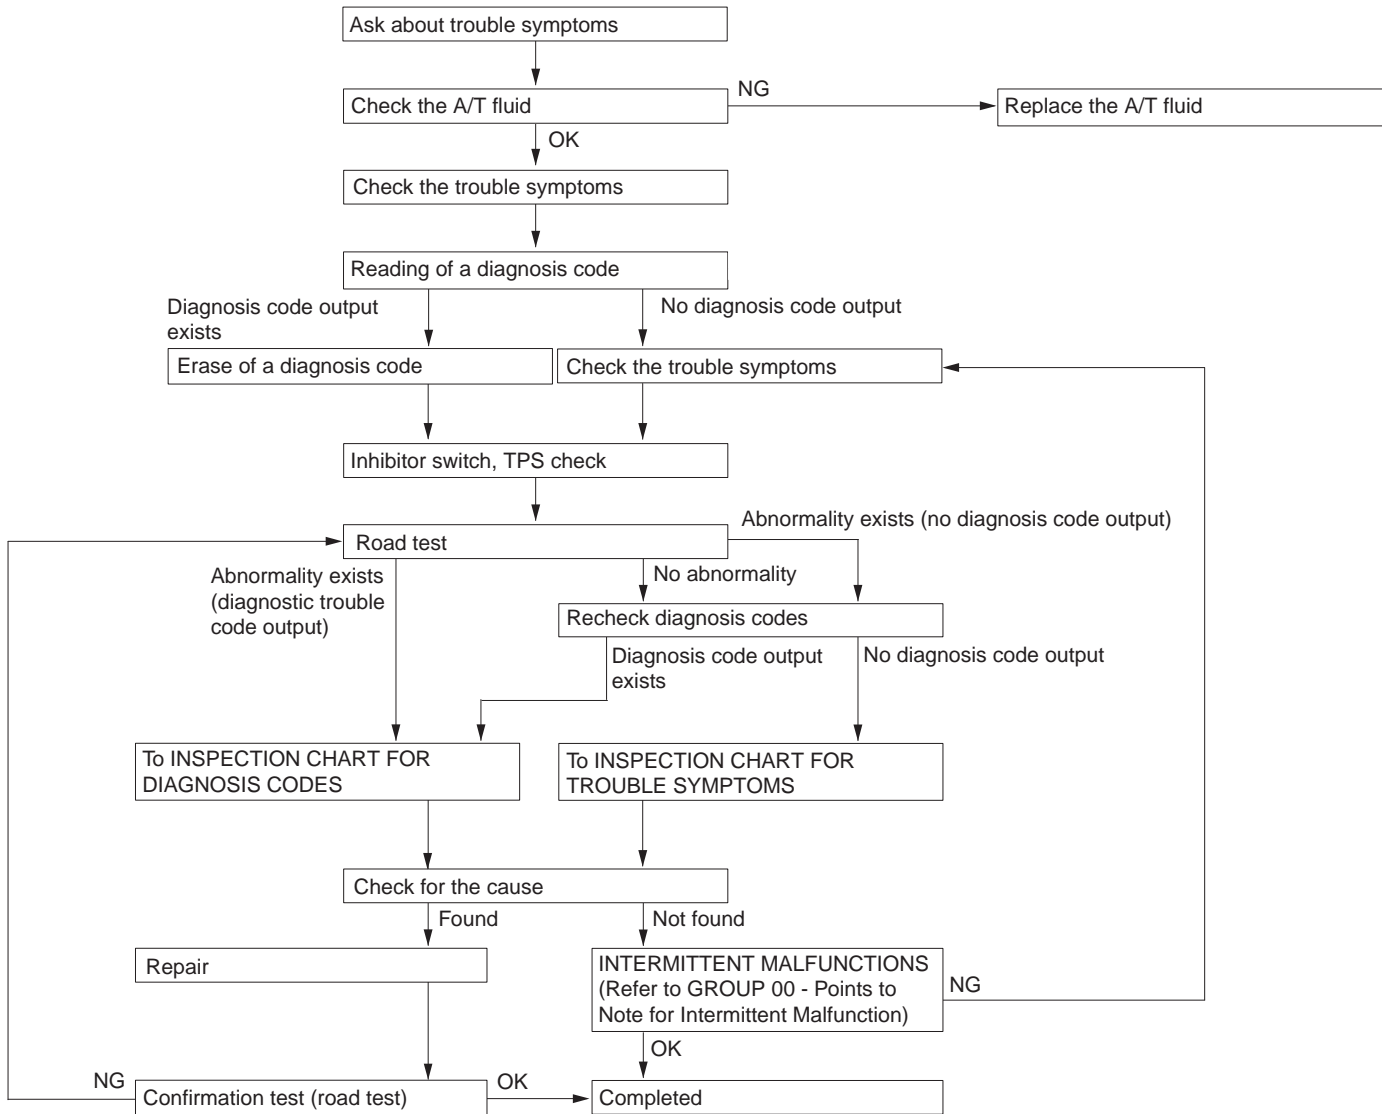 Ask about trouble symptoms
Check the A/T fluid
NG
Replace the A/T fluid
OK
Check the trouble symptoms
Reading of a diagnosis code
Diagnosis code output
exists
No diagnosis code output
Erase of a diagnosis code
Check the trouble symptoms
Inhibitor switch, TPS check
Road test
Abnormality exists (no diagnosis code output)
Abnormality exists
(diagnostic trouble
code output)
No abnormality
Recheck diagnosis codes
Diagnosis code output
exists
No diagnosis code output
To INSPECTION CHART FOR
DIAGNOSIS CODES
To INSPECTION CHART FOR
TROUBLE SYMPTOMS
Check for the cause
Found
Not found
Repair
INTERMITTENT MALFUNCTIONS
(Refer to GROUP 00 - Points to
Note for Intermittent Malfunction)
NG
OK
NG
Confirmation test (road test)
OK
Completed